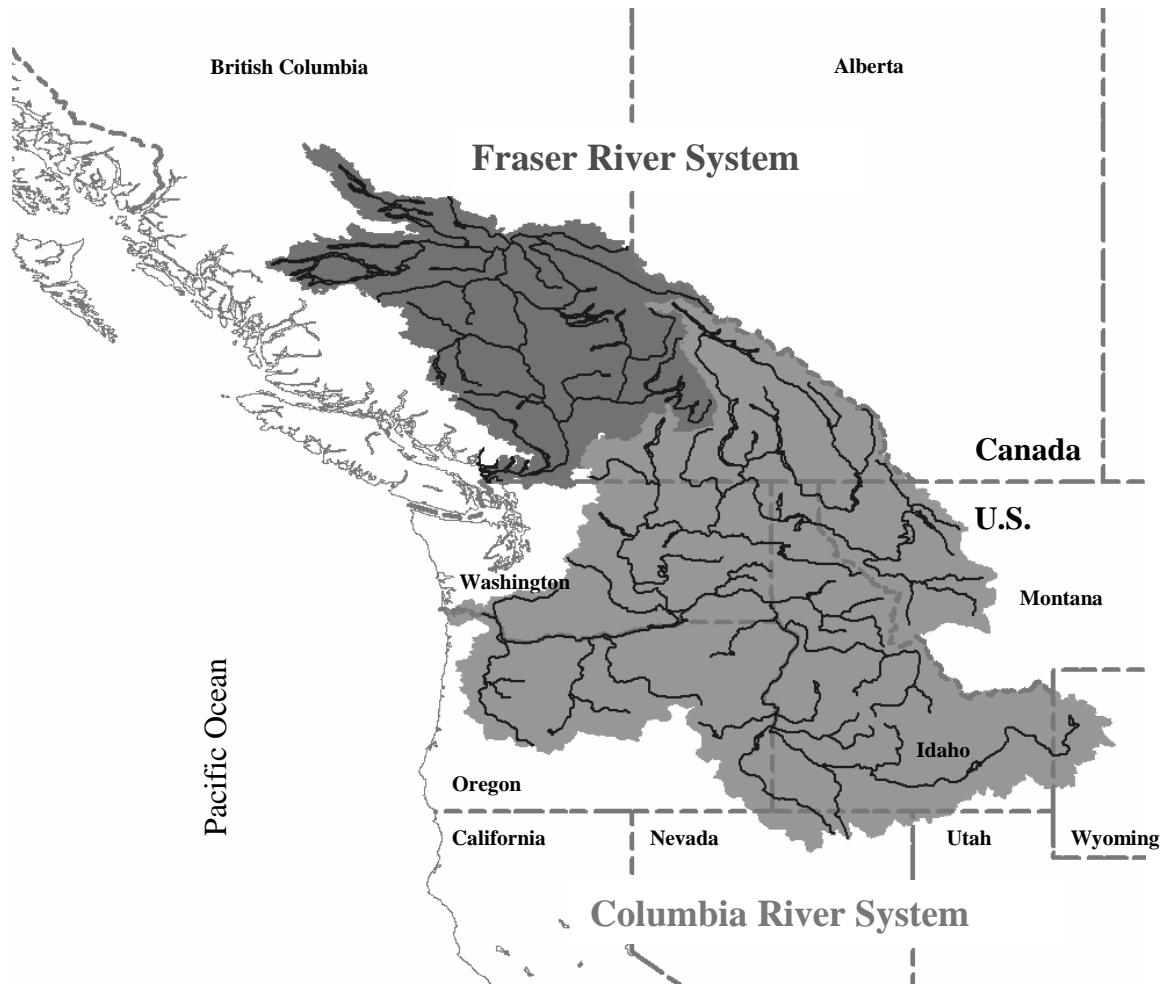 British Columbia
Alberta
Fraser River System
Canada
U.S.
Washington
Montana
Pacific Ocean
Idaho
Oregon
California
Nevada
Utah
Wyoming
Columbia River System